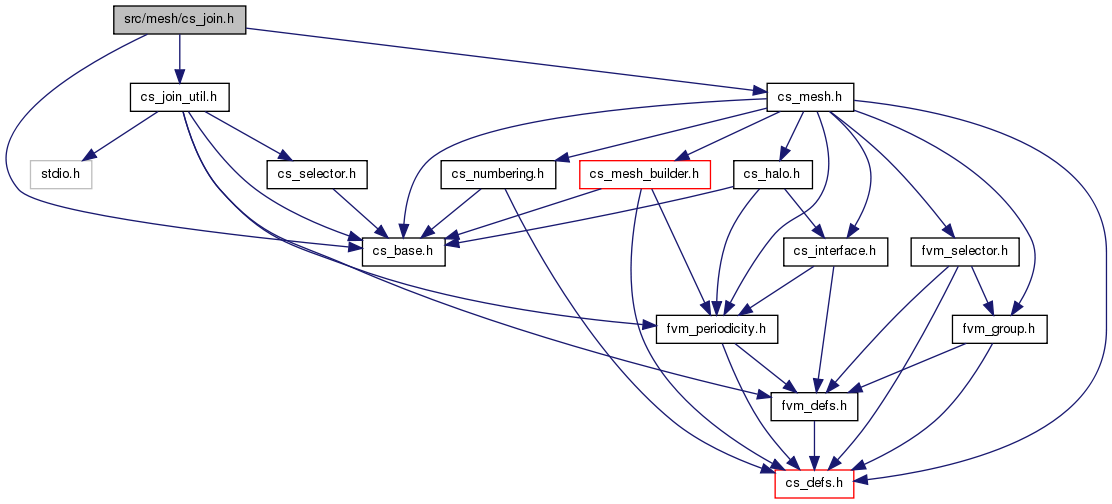 src/mesh/cs_join.h
cs_join_util.h
cs_mesh.h
stdio.h
cs_selector.h
cs_numbering.h
cs_mesh_builder.h
cs_halo.h
cs_base.h
cs_interface.h
fvm_selector.h
fvm_periodicity.h
fvm_group.h
fvm_defs.h
cs_defs.h